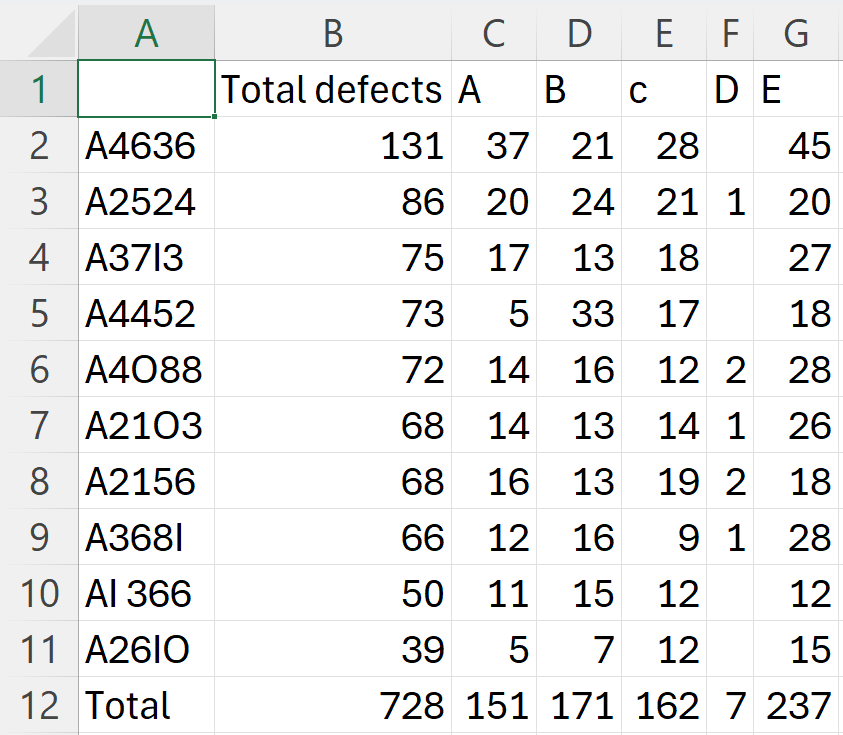 A B C D E F G
1 Total defects A B c D E
2 A4636 131 37 21 28 45
3 A2524 86 20 24 21 1 20
4 A37l3 75 17 13 18 27
5 A4452 73 5 33 17 18
6 A4O88 72 14 16 12 2 28
7 A21O3 68 14 13 14 1 26
8 A2156 68 16 13 19 2 18
9 A368l 66 12 16 9 1 28
10 Al 366 50 11 15 12 12
11 A26lO 39 5 7 12 15
12 Total 728 151 171 162 7 237